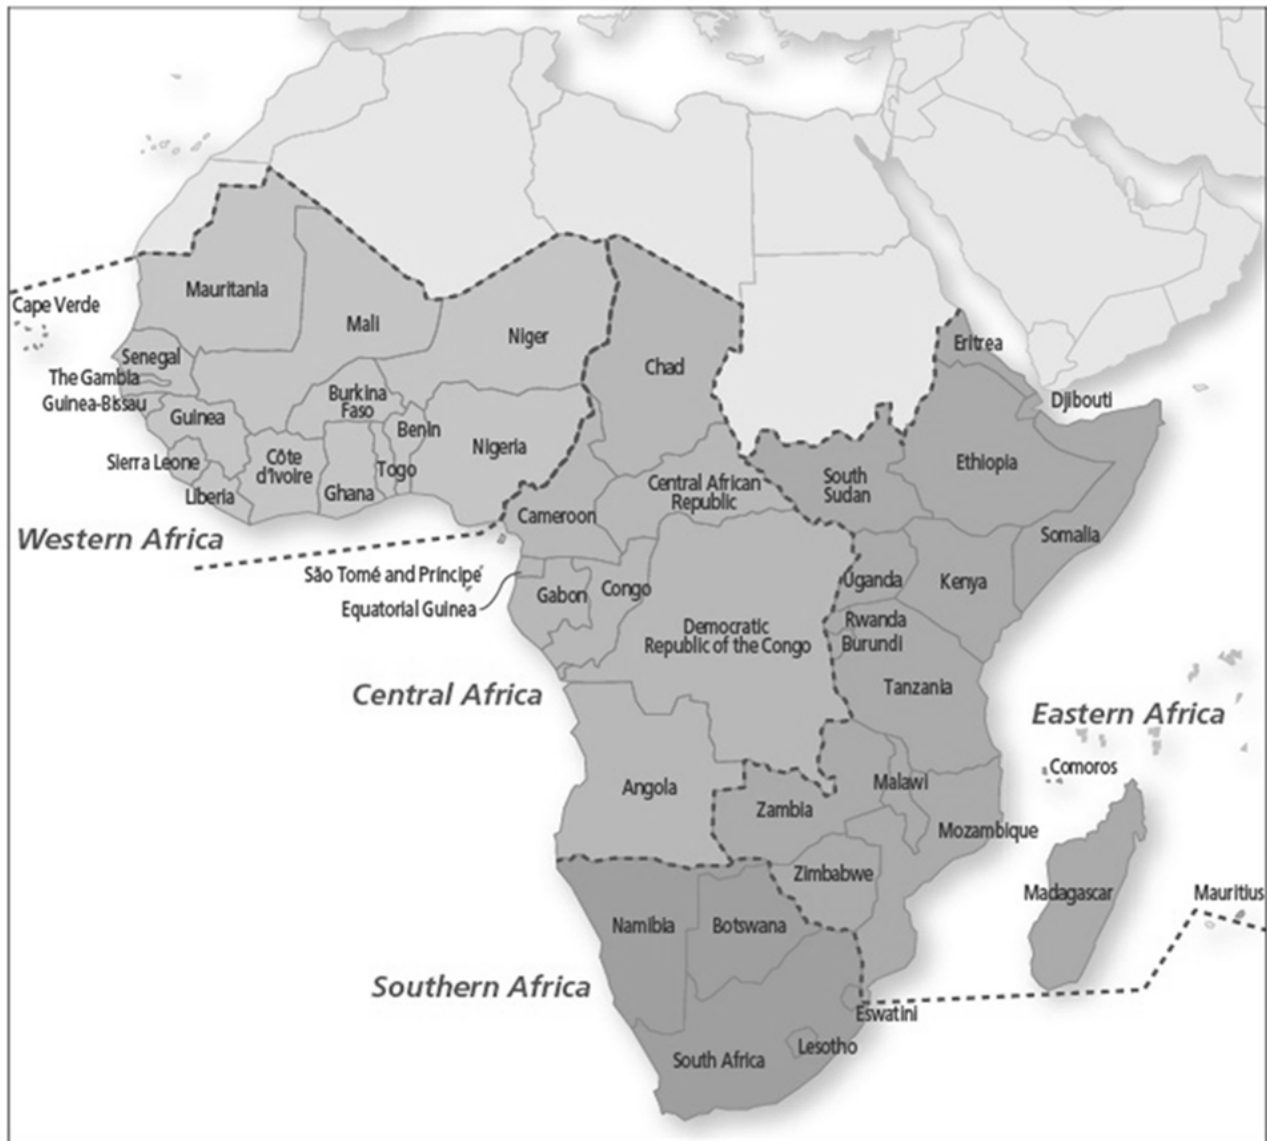 Cape Verde
Mauritania
Mali
Niger
Chad
Eritrea
Senegal
The Gambia
Guinea-Bissau
Guinea
Burkina
Faso
Benin
Nigeria
Djibouti
Sierra Leone
Côte
d'Ivoire
Togo
Ghana
Liberia
Central African
Republic
South
Sudan
Ethiopia
Cameroon
Somalia
Western Africa
São Tomé and Príncipe
Equatorial Guinea
Gabon
Congo
Uganda
Kenya
Rwanda
Burundi
Democratic
Republic of the Congo
Tanzania
Central Africa
Eastern Africa
Comoros
Angola
Malawi
Zambia
Mozambique
Zimbabwe
Madagascar
Mauritius
Namibia
Botswana
Southern Africa
Eswatini
Lesotho
South Africa